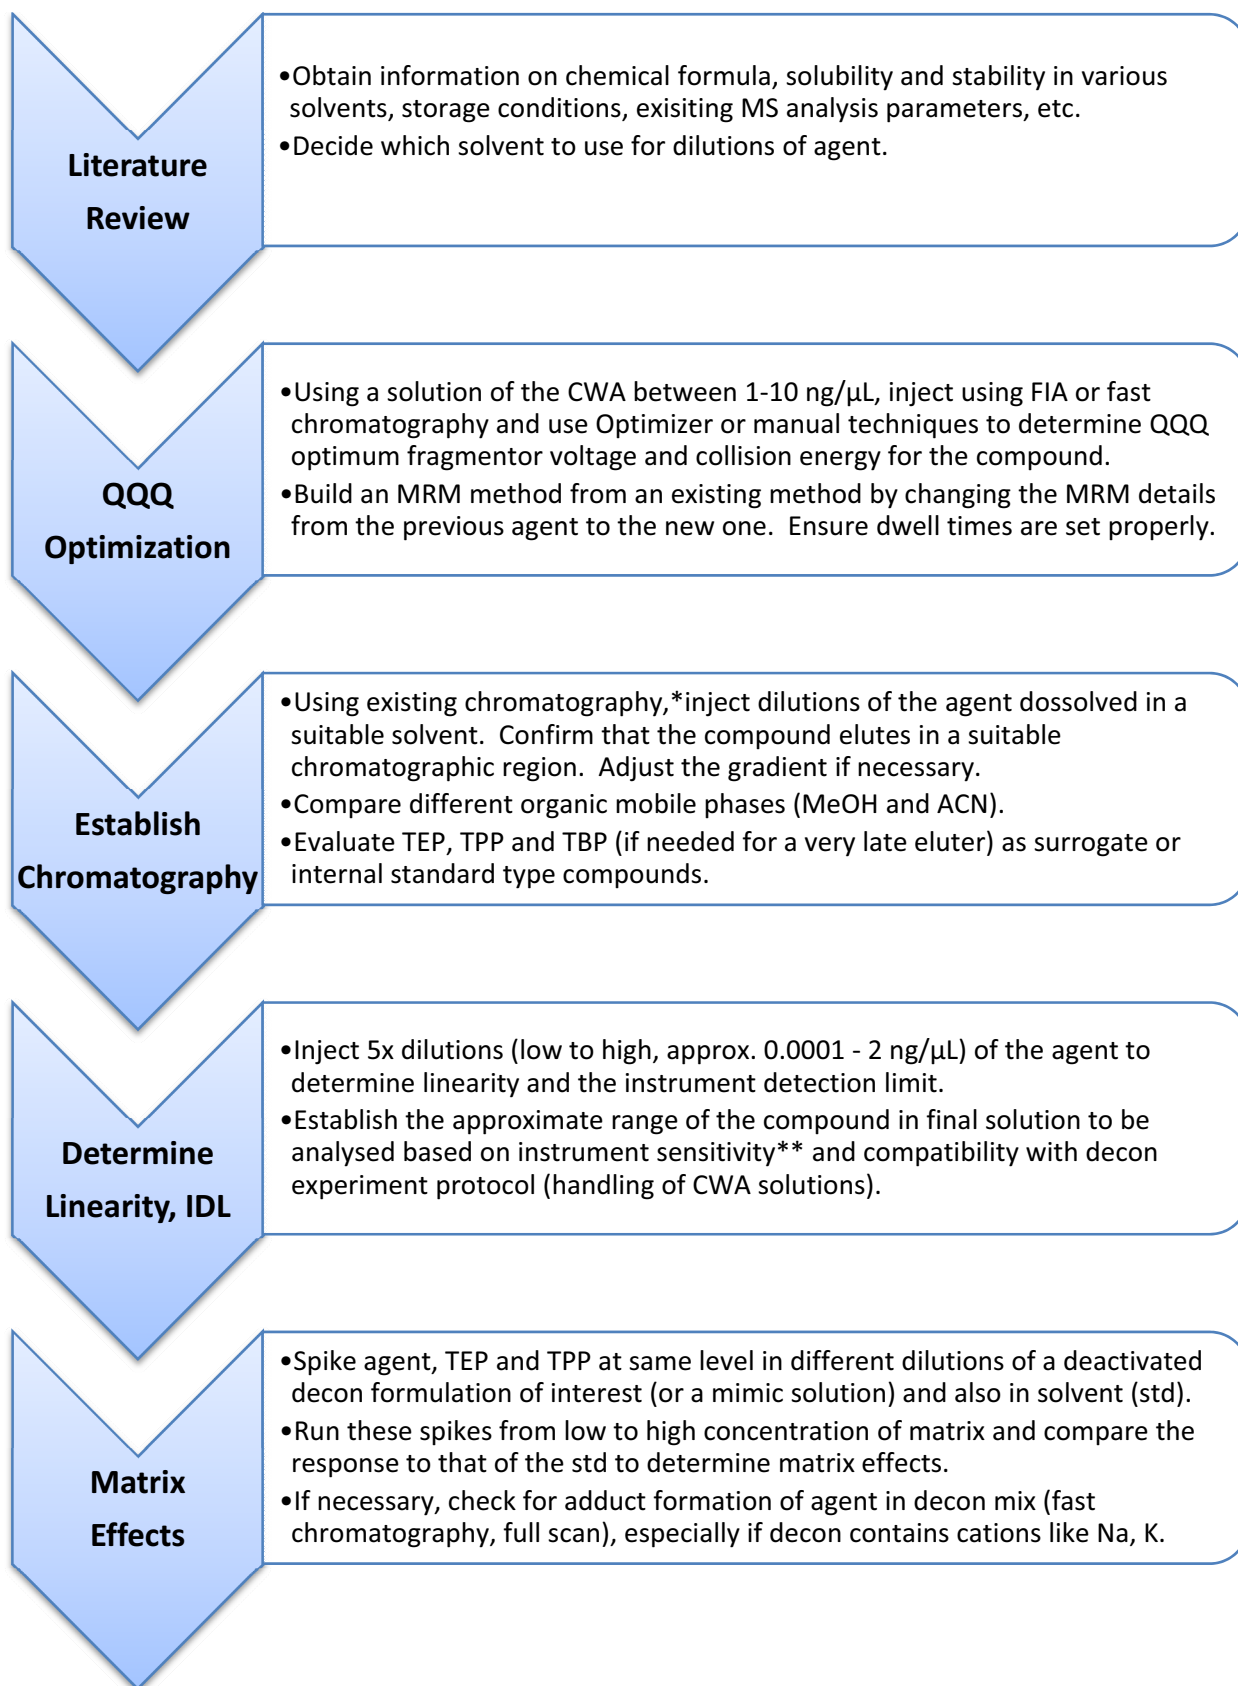 Literature
Review
•Obtain information on chemical formula, solubility and stability in various
solvents, storage conditions, exisiting MS analysis parameters, etc.
•Decide which solvent to use for dilutions of agent.
QQQ
Optimization
•Using a solution of the CWA between 1-10 ng/µL, inject using FIA or fast
chromatography and use Optimizer or manual techniques to determine QQQ
optimum fragmentor voltage and collision energy for the compound.
•Build an MRM method from an existing method by changing the MRM details
from the previous agent to the new one.  Ensure dwell times are set properly.
Establish
Chromatography
•Using existing chromatography,*inject dilutions of the agent dossolved in a
suitable solvent.  Confirm that the compound elutes in a suitable
chromatographic region.  Adjust the gradient if necessary.
•Compare different organic mobile phases (MeOH and ACN).
•Evaluate TEP, TPP and TBP (if needed for a very late eluter) as surrogate or
internal standard type compounds.
Determine
Linearity, IDL
•Inject 5x dilutions (low to high, approx. 0.0001 - 2 ng/µL) of the agent to
determine linearity and the instrument detection limit.
•Establish the approximate range of the compound in final solution to be
analysed based on instrument sensitivity** and compatibility with decon
experiment protocol (handling of CWA solutions).
Matrix
Effects
•Spike agent, TEP and TPP at same level in different dilutions of a deactivated
decon formulation of interest (or a mimic solution) and also in solvent (std).
•Run these spikes from low to high concentration of matrix and compare the
response to that of the std to determine matrix effects.
•If necessary, check for adduct formation of agent in decon mix (fast
chromatography, full scan), especially if decon contains cations like Na, K.